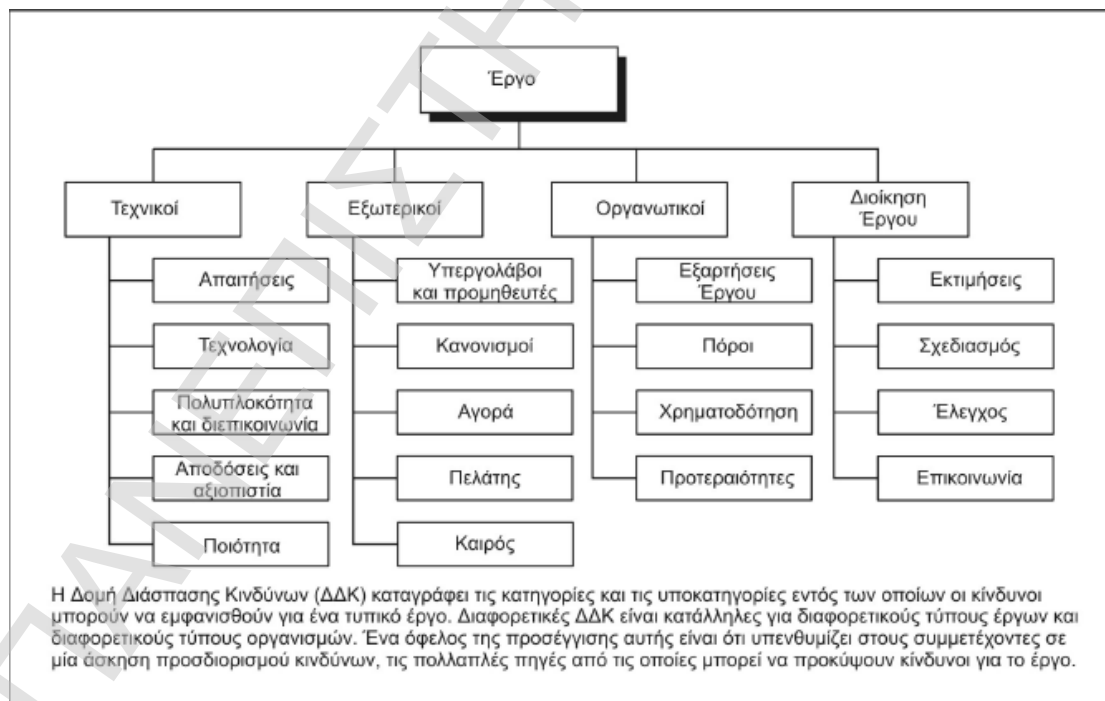 Έργο
Τεχνικοί
Εξωτερικοί
Οργανωτικοί
Διοίκηση
Έργου
Απαιτήσεις
Τεχνολογία
Πολυπλοκότητα
και διεπικοινωνία
Αποδόσεις και
αξιοπιστία
Ποιότητα
Υπεργολάβοι
και προμηθευτές
Κανονισμοί
Αγορά
Πελάτης
Καιρός
Εξαρτήσεις
Έργου
Πόροι
Χρηματοδότηση
Προτεραιότητες
Εκτιμήσεις
Σχεδιασμός
Έλεγχος
Επικοινωνία
Η Δομή Διάσπασης Κινδύνων (ΔΔΚ) καταγράφει τις κατηγορίες και τις υποκατηγορίες εντός των οποίων οι κίνδυνοι
μπορούν να εμφανισθούν για ένα τυπικό έργο. Διαφορετικές ΔΔΚ είναι κατάλληλες για διαφορετικούς τύπους έργων και
διαφορετικούς τύπους οργανισμών. Ένα όφελος της προσέγγισης αυτής είναι ότι υπενθυμίζει στους συμμετέχοντες σε
μία άσκηση προσδιορισμού κινδύνων, τις πολλαπλές πηγές από τις οποίες μπορεί να προκύψουν κίνδυνοι για το έργο.
ΠΑΝΕΠΙΣΤΗ